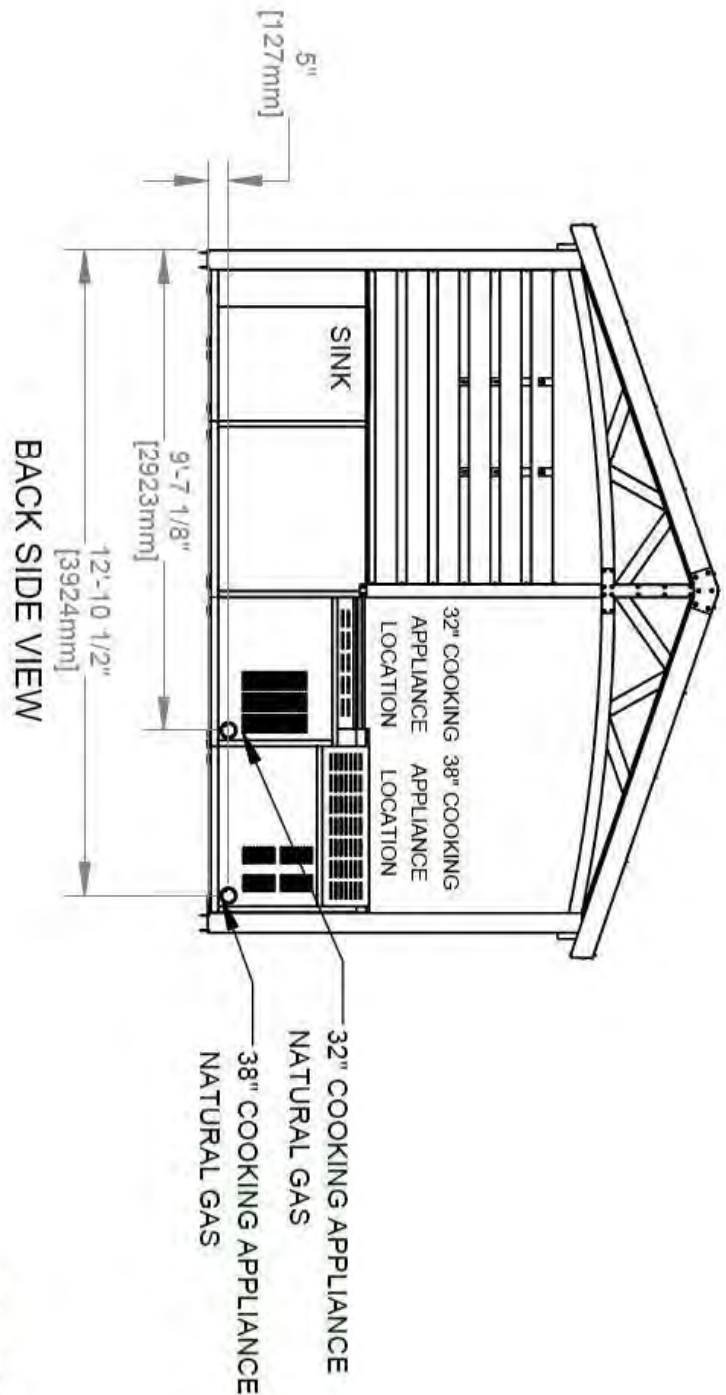 5"
[127mm]
SINK
32" COOKING
APPLIANCE
LOCATION
38" COOKING
APPLIANCE
LOCATION
9'-7 1/8"
[2923mm]
12'-10 1/2"
[3924mm]
32" COOKING APPLIANCE
NATURAL GAS
38" COOKING APPLIANCE
NATURAL GAS
BACK SIDE VIEW